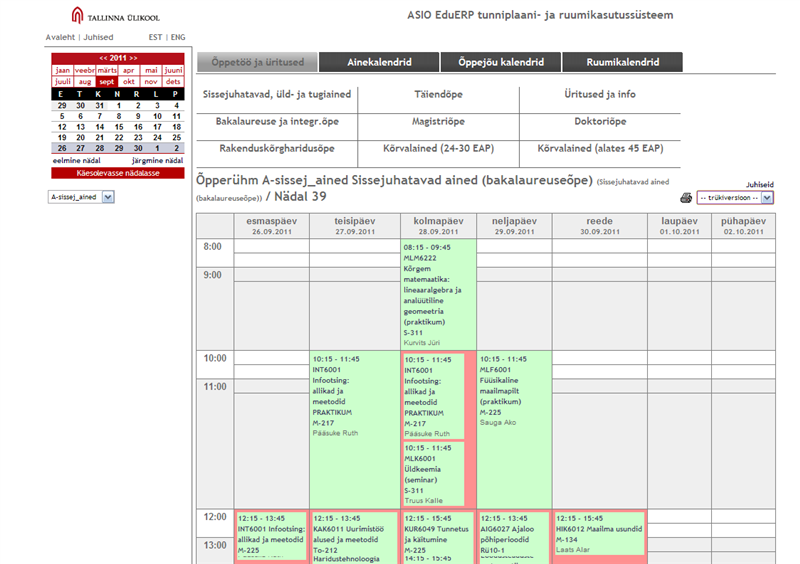 TALLINNA ÜLIKOOL
ASIO EduERP tunniplaani- ja ruumikasutussüsteem
Avaleht | Juhised
EST | ENG
<< 2011 >>
jaan veebr märts apr mai juuni
juuli aug sept okt nov dets
E T K N R L P
29 30 31 1 2 3 4
5 6 7 8 9 10 11
12 13 14 15 16 17 18
19 20 21 22 23 24 25
26 27 28 29 30 1 2
eelmine nädal järgmine nädal
Käesolevasse nädalasse
A-sissej_ained
Õppetöö ja üritused
Ainekalendrid
Õppejõu kalendrid
Ruumikalendrid
Sissejuhatavad, üld- ja tugiained
Täiendõpe
Üritused ja info
Bakalaureuse ja integr.õpe
Magistriõpe
Doktoriõpe
Rakenduskõrgharidusõpe
Kõrvalained (24-30 EAP)
Kõrvalained (alates 45 EAP)
Õpperühm A-sissej_ained Sissejuhatavad ained (bakalaureuseõpe) (Sissejuhatavad ained
(bakalaureuseõpe)) / Nädal 39
Juhiseid
-- trükiversioon --
esmaspäev
26.09.2011
teisipäev
27.09.2011
kolmapäev
28.09.2011
neljapäev
29.09.2011
reede
30.09.2011
laupäev
01.10.2011
pühapäev
02.10.2011
8:00
08:15 - 09:45
MLM6222
Kõrgem
matemaatika:
lineaaralgebra ja
analüütiline
geomeetria
(praktikum)
S-311
Kurvits Jüri
9:00
10:00
10:15 - 11:45
INT6001
Infootsing:
allikad ja
meetodid
PRAKTIKUM
M-217
Pääsuke Ruth
10:15 - 11:45
INT6001
Infootsing:
allikad ja
meetodid
PRAKTIKUM
M-217
Pääsuke Ruth
10:15 - 11:45
MLK6001
Üldkeemia
(seminar)
S-311
Truus Kalle
10:15 - 11:45
MLF6001
Füüsikaline
maailmapilt
(praktikum)
M-225
Sauga Ako
11:00
12:00
12:15 - 13:45
INT6001 Infootsing:
allikad ja meetodid
M-225
12:15 - 13:45
KAK6011 Uurimistöö
alused ja meetodid
To-212
Haridustehnoloogia
12:15 - 13:45
KUR6049 Tunnetus
ja käitumine
M-225
14:15 - 15:45
12:15 - 13:45
AIG6027 Ajaloo
põhiperioodid
Rü10-1
12:15 - 15:45
HIK6012 Maailma usundid
M-134
Laats Alar
13:00